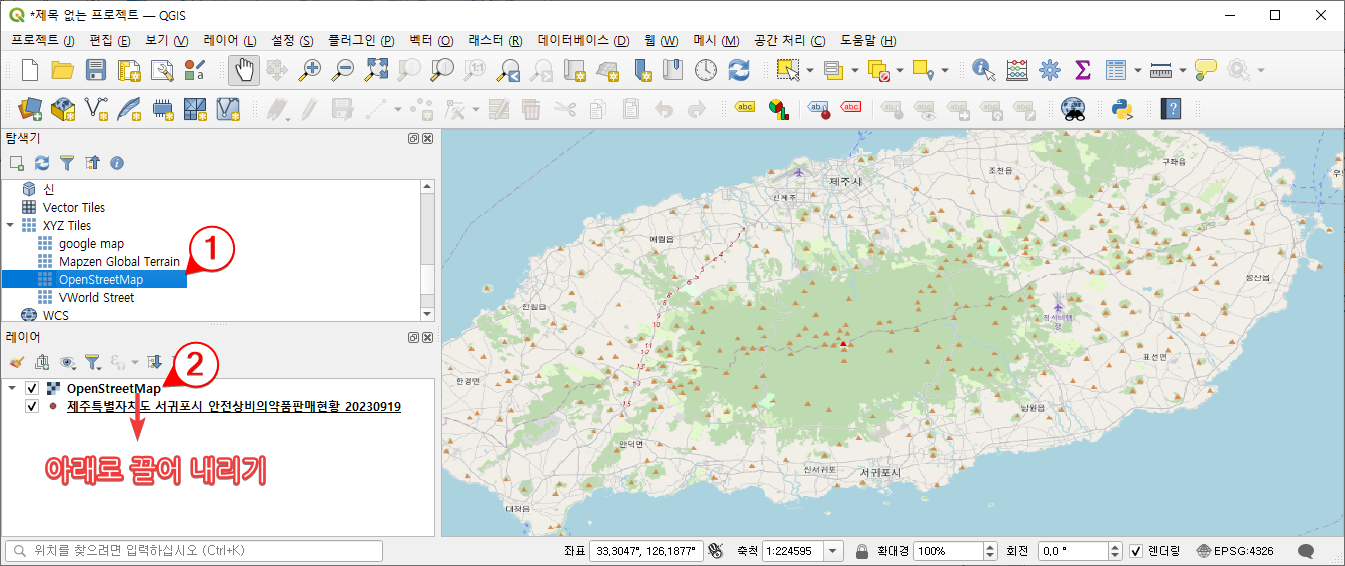 *제목 없는 프로젝트 — QGIS
프로젝트 (J) 편집 (E) 보기 (V) 레이어 (L) 설정 (S) 플러그인 (P) 벡터 (O) 래스터 (R) 데이터베이스 (D) 웹 (W) 메시 (M) 공간 처리 (C) 도움말 (H)
abc abc abc
탐색기
신
Vector Tiles
XYZ Tiles
google map
1
Mapzen Global Terrain
OpenStreetMap
VWorld Street
WCS
레이어
2
OpenStreetMap
제주특별자치도 서귀포시 안전상비의약품판매현황 20230919
아래로 끌어 내리기
구좌읍
조천읍
제주시
신제주
애월읍
성산읍
한림읍
정석비행장
표선면
한경면
남원읍
안덕면
신서귀포
서귀포시
대정읍
위치를 찾으려면 입력하십시오 (Ctrl+K)
좌표 33,3047°, 126,1877° 축척 1:224595 확대경 100% 회전 0,0 ° 렌더링 EPSG:4326